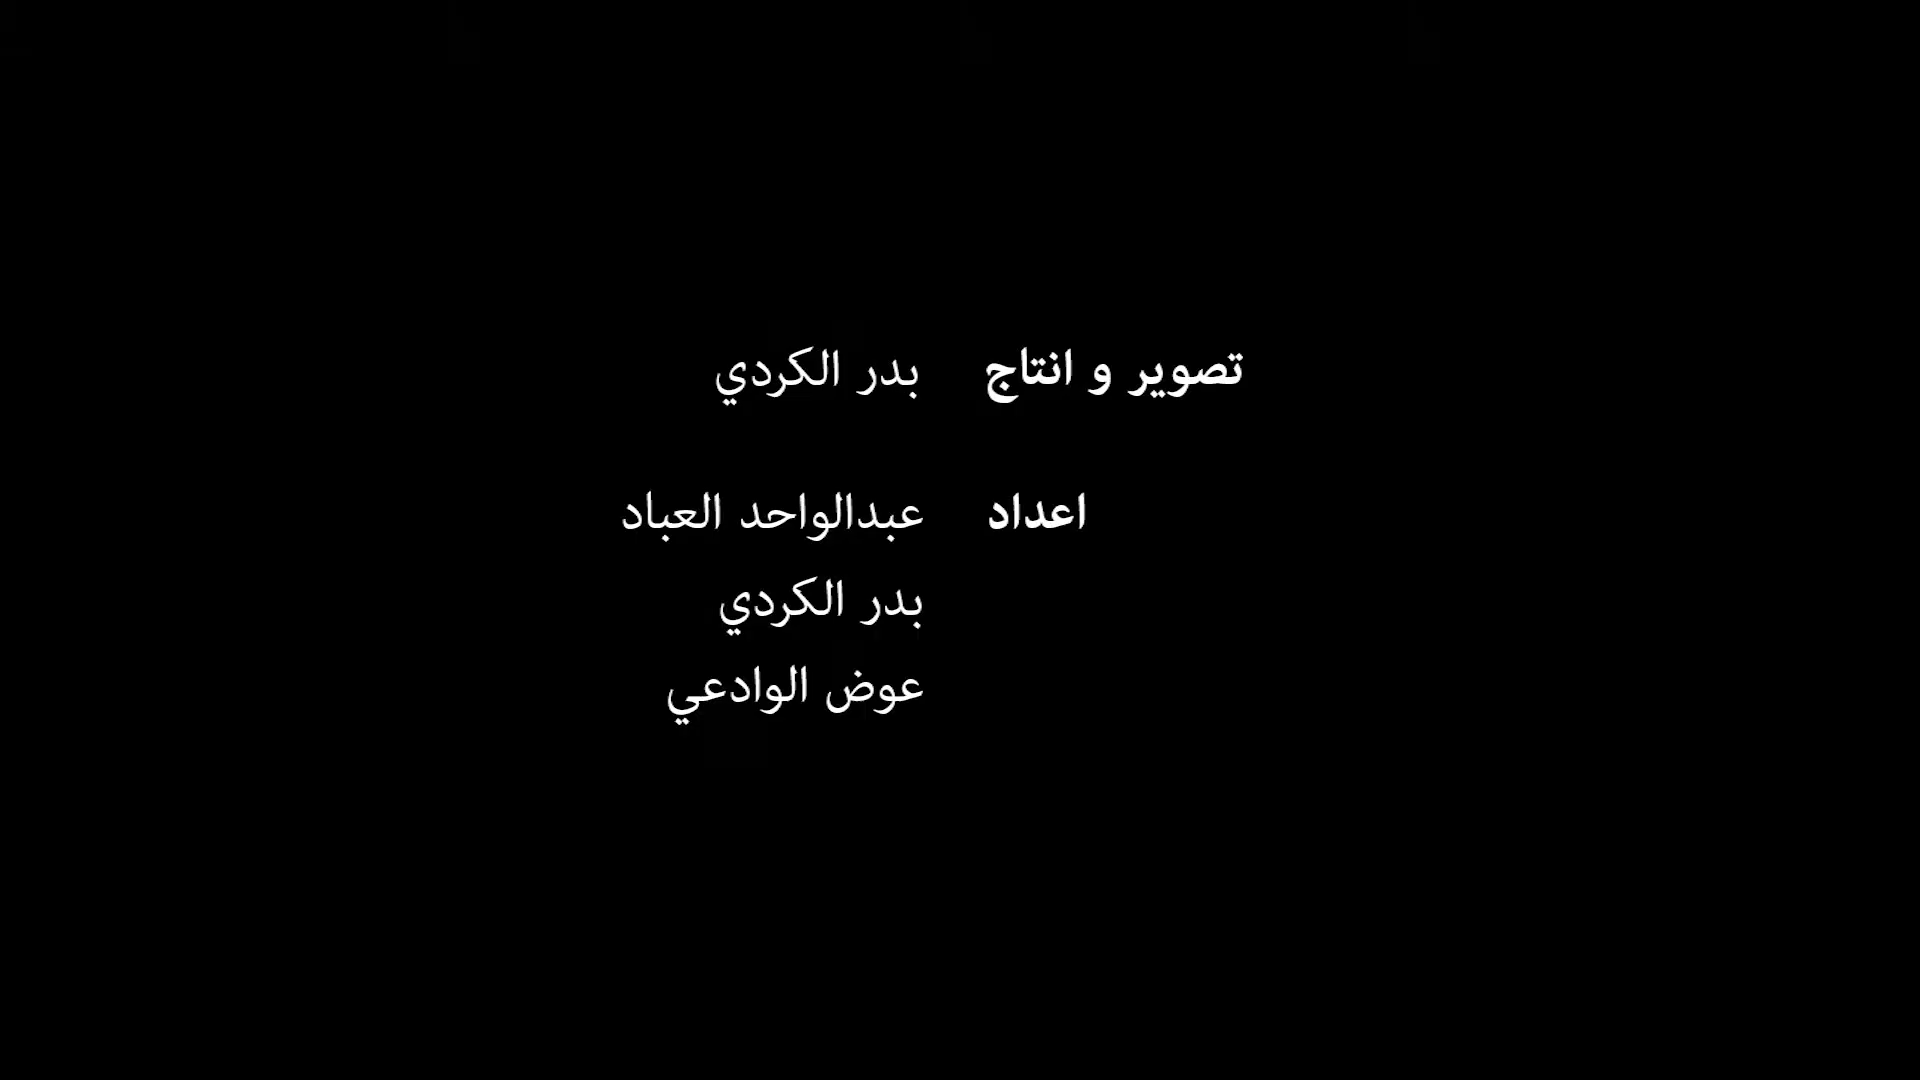 تصوير و انتاج بدر الكردي
اعداد عبدالواحد العباد
بدر الكردي
عوض الوادعي